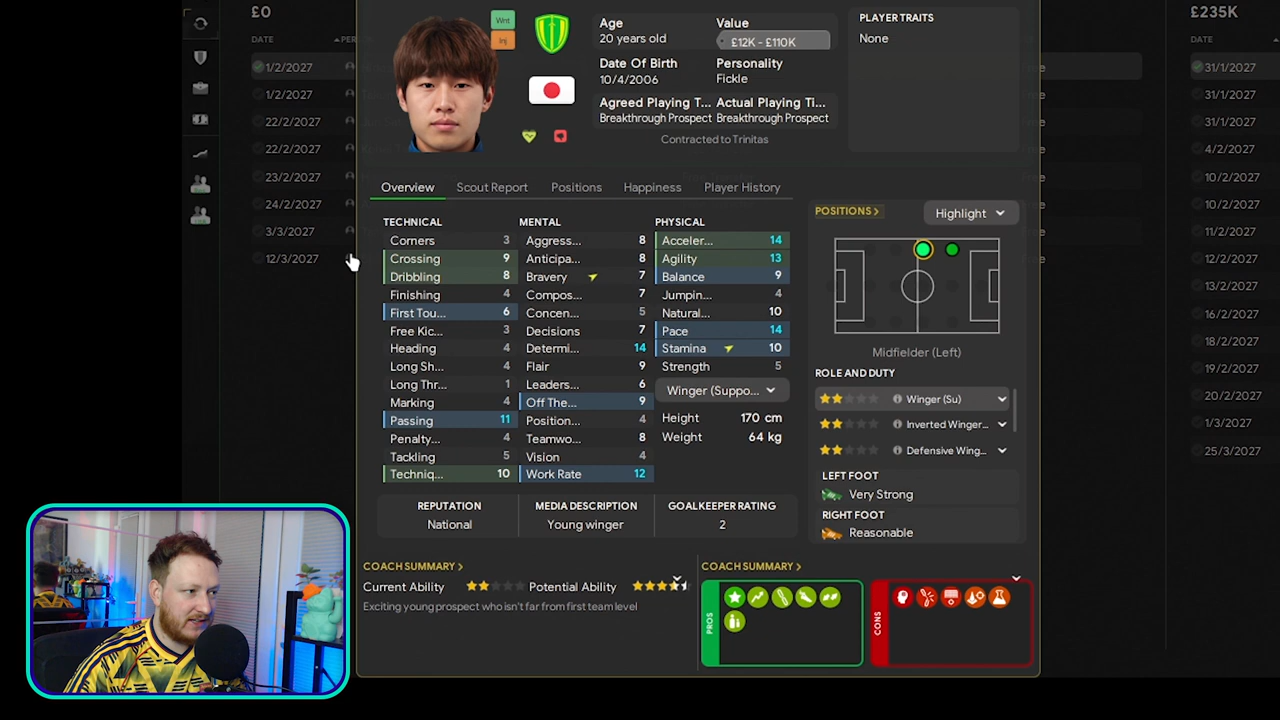 £0
£235K
DATE
PER
DATE
1/2/2027
1/2/2027
22/2/2027
22/2/2027
23/2/2027
24/2/2027
3/3/2027
12/3/2027
Wnt
Inj
Age
20 years old
Value
£12K - £110K
Date Of Birth
10/4/2006
Personality
Fickle
Agreed Playing T...
Breakthrough Prospect
Actual Playing Ti...
Breakthrough Prospect
Contracted to Trinitas
PLAYER TRAITS
None
Overview
Scout Report
Positions
Happiness
Player History
TECHNICAL
Corners 3
Crossing 9
Dribbling 8
Finishing 4
First Tou... 6
Free Kic... 3
Heading 4
Long Sh... 4
Long Thr... 1
Marking 4
Passing 11
Penalty... 4
Tackling 5
Techniq... 10
MENTAL
Aggress... 8
Anticipa... 8
Bravery 7
Compos... 7
Concen... 5
Decisions 7
Determi... 14
Flair 9
Leaders... 6
Off The... 9
Position... 4
Teamwo... 8
Vision 4
Work Rate 12
PHYSICAL
Acceler... 14
Agility 13
Balance 9
Jumpin... 4
Natural... 10
Pace 14
Stamina 10
Strength 5
Winger (Suppo...
Height 170 cm
Weight 64 kg
POSITIONS >
Highlight
Midfielder (Left)
ROLE AND DUTY
Winger (Su)
Inverted Winger...
Defensive Wing...
LEFT FOOT
Very Strong
RIGHT FOOT
Reasonable
REPUTATION
National
MEDIA DESCRIPTION
Young winger
GOALKEEPER RATING
2
COACH SUMMARY >
Current Ability
Potential Ability
Exciting young prospect who isn't far from first team level
COACH SUMMARY >
PROS
CONS
31/1/2027
31/1/2027
31/1/2027
4/2/2027
10/2/2027
10/2/2027
11/2/2027
12/2/2027
13/2/2027
16/2/2027
18/2/2027
19/2/2027
20/2/2027
1/3/2027
25/3/2027